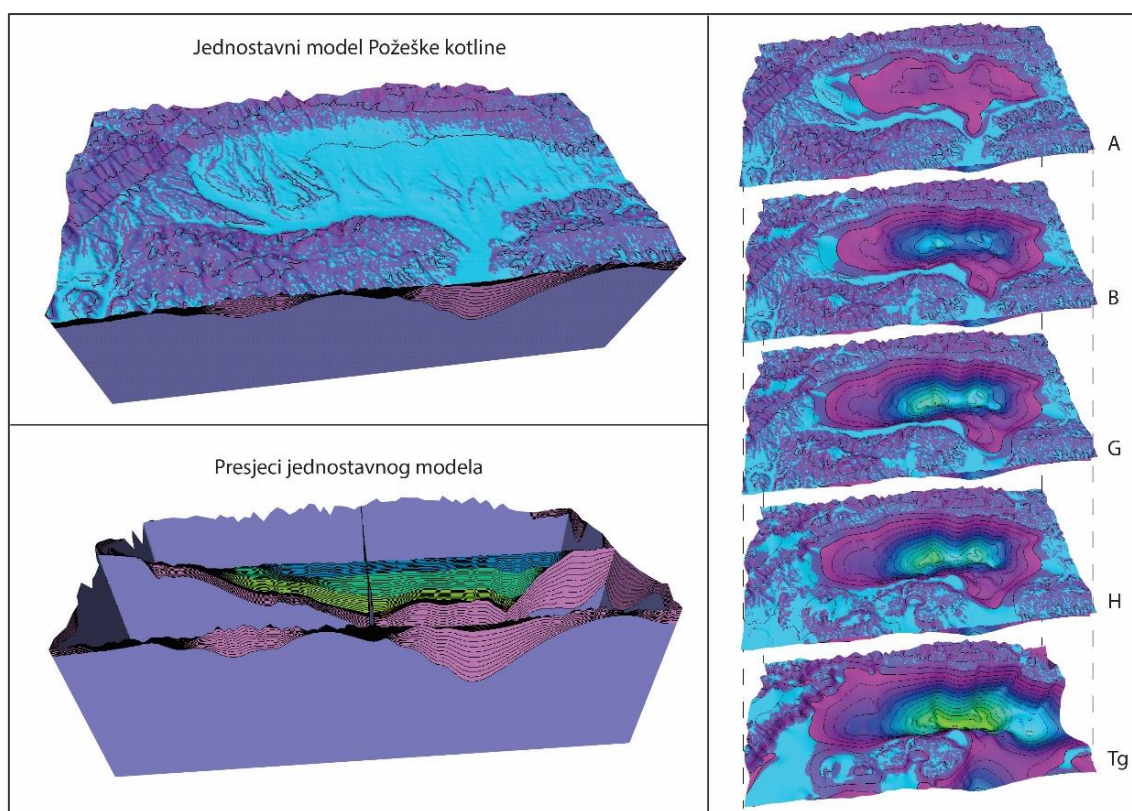 Jednostavni model Požeške kotline
Presjeci jednostavnog modela
A
B
G
H
Tg